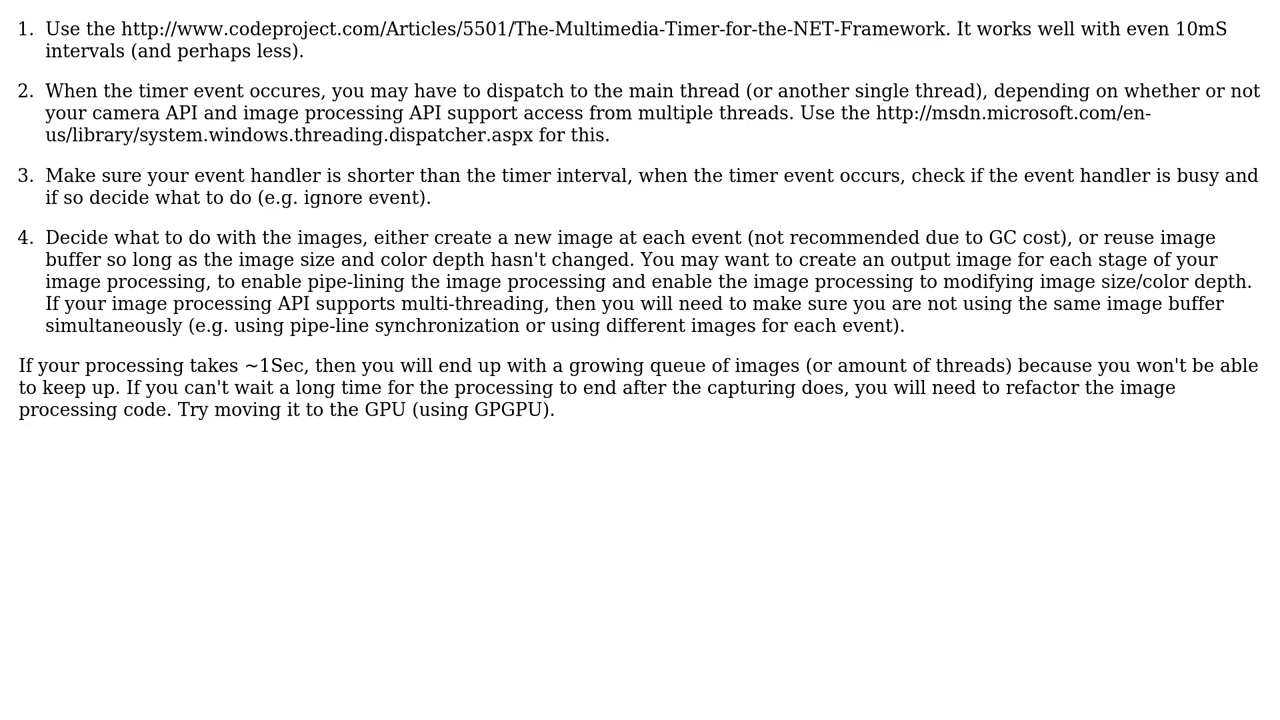 1. Use the http://www.codeproject.com/Articles/5501/The-Multimedia-Timer-for-the-NET-Framework. It works well with even 10mS
intervals (and perhaps less).
2. When the timer event occures, you may have to dispatch to the main thread (or another single thread), depending on whether or not
your camera API and image processing API support access from multiple threads. Use the http://msdn.microsoft.com/en-
us/library/system.windows.threading.dispatcher.aspx for this.
3. Make sure your event handler is shorter than the timer interval, when the timer event occurs, check if the event handler is busy and
if so decide what to do (e.g. ignore event).
4. Decide what to do with the images, either create a new image at each event (not recommended due to GC cost), or reuse image
buffer so long as the image size and color depth hasn't changed. You may want to create an output image for each stage of your
image processing, to enable pipe-lining the image processing and enable the image processing to modifying image size/color depth.
If your image processing API supports multi-threading, then you will need to make sure you are not using the same image buffer
simultaneously (e.g. using pipe-line synchronization or using different images for each event).
If your processing takes ~1Sec, then you will end up with a growing queue of images (or amount of threads) because you won't be able
to keep up. If you can't wait a long time for the processing to end after the capturing does, you will need to refactor the image
processing code. Try moving it to the GPU (using GPGPU).